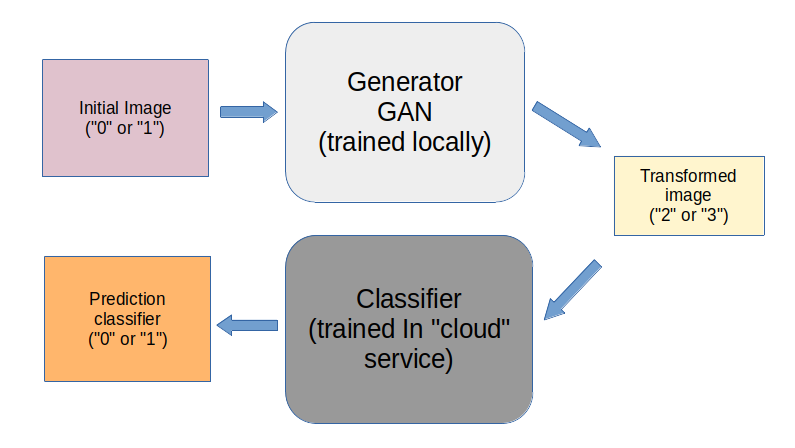 Initial Image
("0" or "1")
Generator
GAN
(trained locally)
Transformed
image
("2" or "3")
Classifier
(trained In "cloud"
service)
Prediction
classifier
("0" or "1")